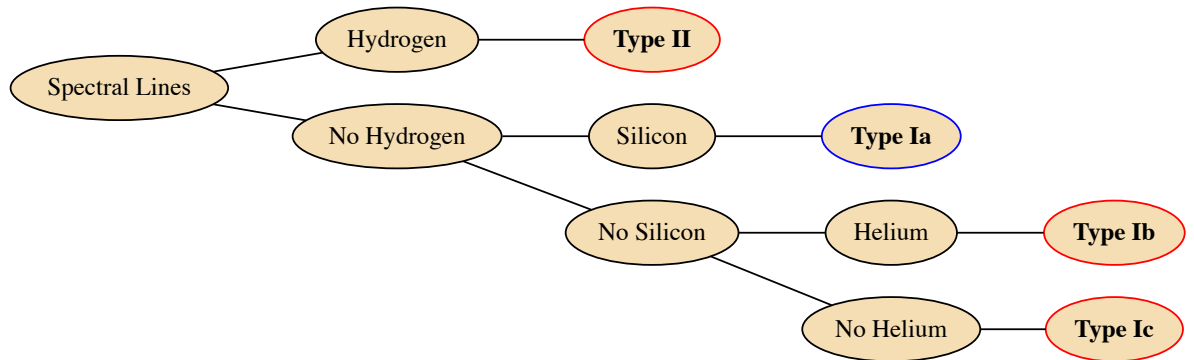 Hydrogen
Type II
Spectral Lines
No Hydrogen
Silicon
Type Ia
No Silicon
Helium
Type Ib
No Helium
Type Ic